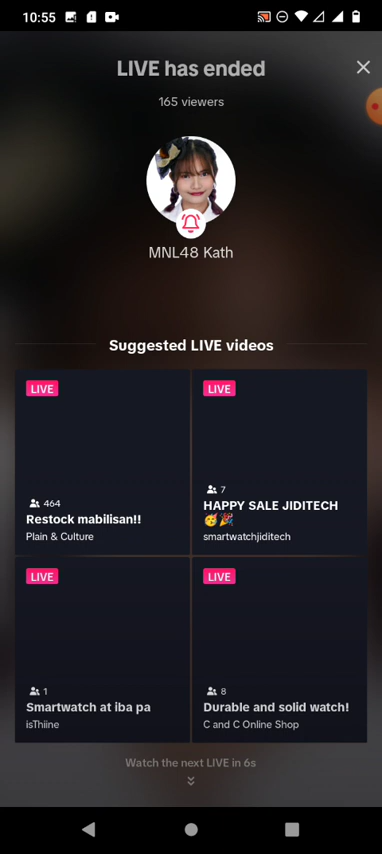 10:55
LIVE has ended
165 viewers
MNL48 Kath
Suggested LIVE videos
LIVE
464
Restock mabilisan!!
Plain & Culture
LIVE
7
HAPPY SALE JIDITECH
🥳🎉
smartwatchjiditech
LIVE
1
Smartwatch at iba pa
isThiine
LIVE
8
Durable and solid watch!
C and C Online Shop
Watch the next LIVE in 6s